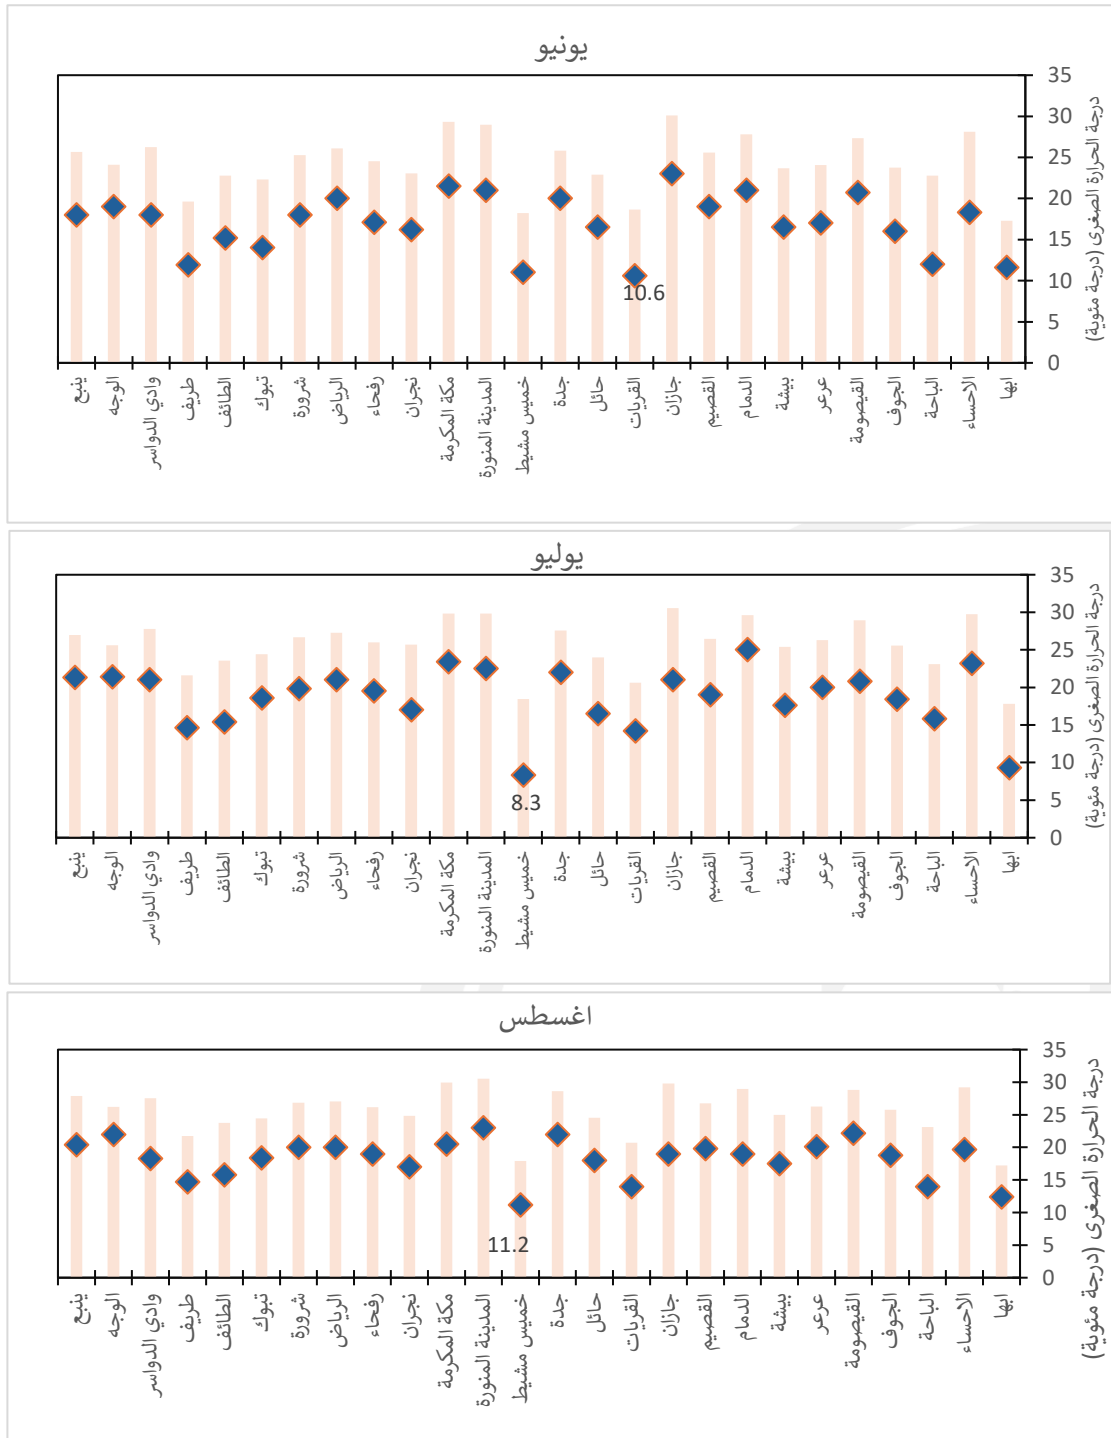 يونيو
درجة الحرارة الصغرى (درجة مئوية)
35
30
25
20
15
10
5
0
10.6
ابها
الاحساء
الباحة
الجوف
القيصومة
عرعر
بيشة
الدمام
القصيم
جازان
القريات
حائل
جدة
خميس مشيط
المدينة المنورة
مكة المكرمة
نجران
رفحاء
الرياض
شرورة
تبوك
الطائف
طريف
وادي الدواسر
الوجه
ينبع
يوليو
درجة الحرارة الصغرى (درجة مئوية)
35
30
25
20
15
10
5
0
8.3
ابها
الاحساء
الباحة
الجوف
القيصومة
عرعر
بيشة
الدمام
القصيم
جازان
القريات
حائل
جدة
خميس مشيط
المدينة المنورة
مكة المكرمة
نجران
رفحاء
الرياض
شرورة
تبوك
الطائف
طريف
وادي الدواسر
الوجه
ينبع
اغسطس
درجة الحرارة الصغرى (درجة مئوية)
35
30
25
20
15
10
5
0
11.2
ابها
الاحساء
الباحة
الجوف
القيصومة
عرعر
بيشة
الدمام
القصيم
جازان
القريات
حائل
جدة
خميس مشيط
المدينة المنورة
مكة المكرمة
نجران
رفحاء
الرياض
شرورة
تبوك
الطائف
طريف
وادي الدواسر
الوجه
ينبع